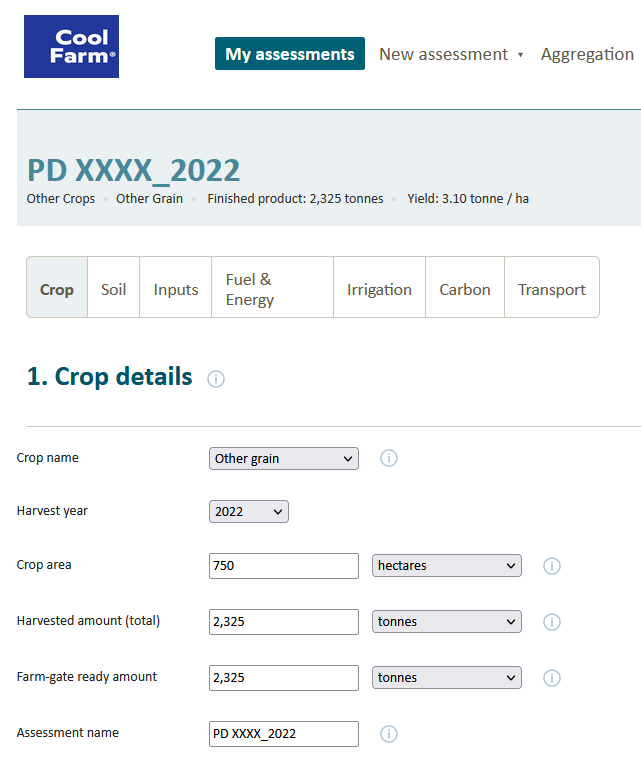 Cool
Farm®
My assessments New assessment ▾ Aggregation
PD XXXX_2022
Other Crops • Other Grain • Finished product: 2,325 tonnes • Yield: 3.10 tonne / ha
Crop Soil Inputs Fuel & Energy Irrigation Carbon Transport
1. Crop details
Crop name Other grain
Harvest year 2022
Crop area 750 hectares
Harvested amount (total) 2,325 tonnes
Farm-gate ready amount 2,325 tonnes
Assessment name PD XXXX_2022